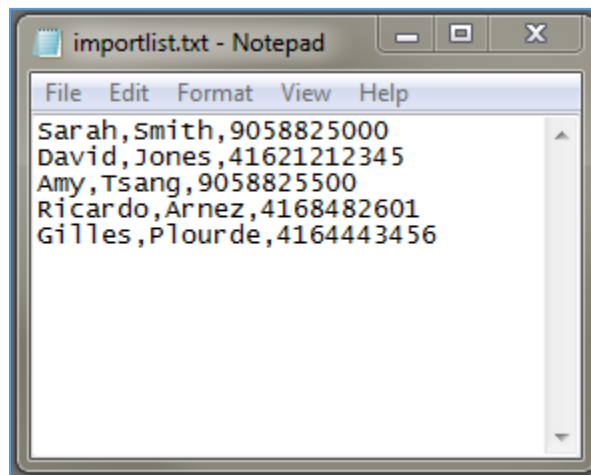 importlist.txt - Notepad
File Edit Format View Help
Sarah,Smith,9058825000
David,Jones,41621212345
Amy,Tsang,9058825500
Ricardo,Arnez,4168482601
Gilles,Plourde,4164443456